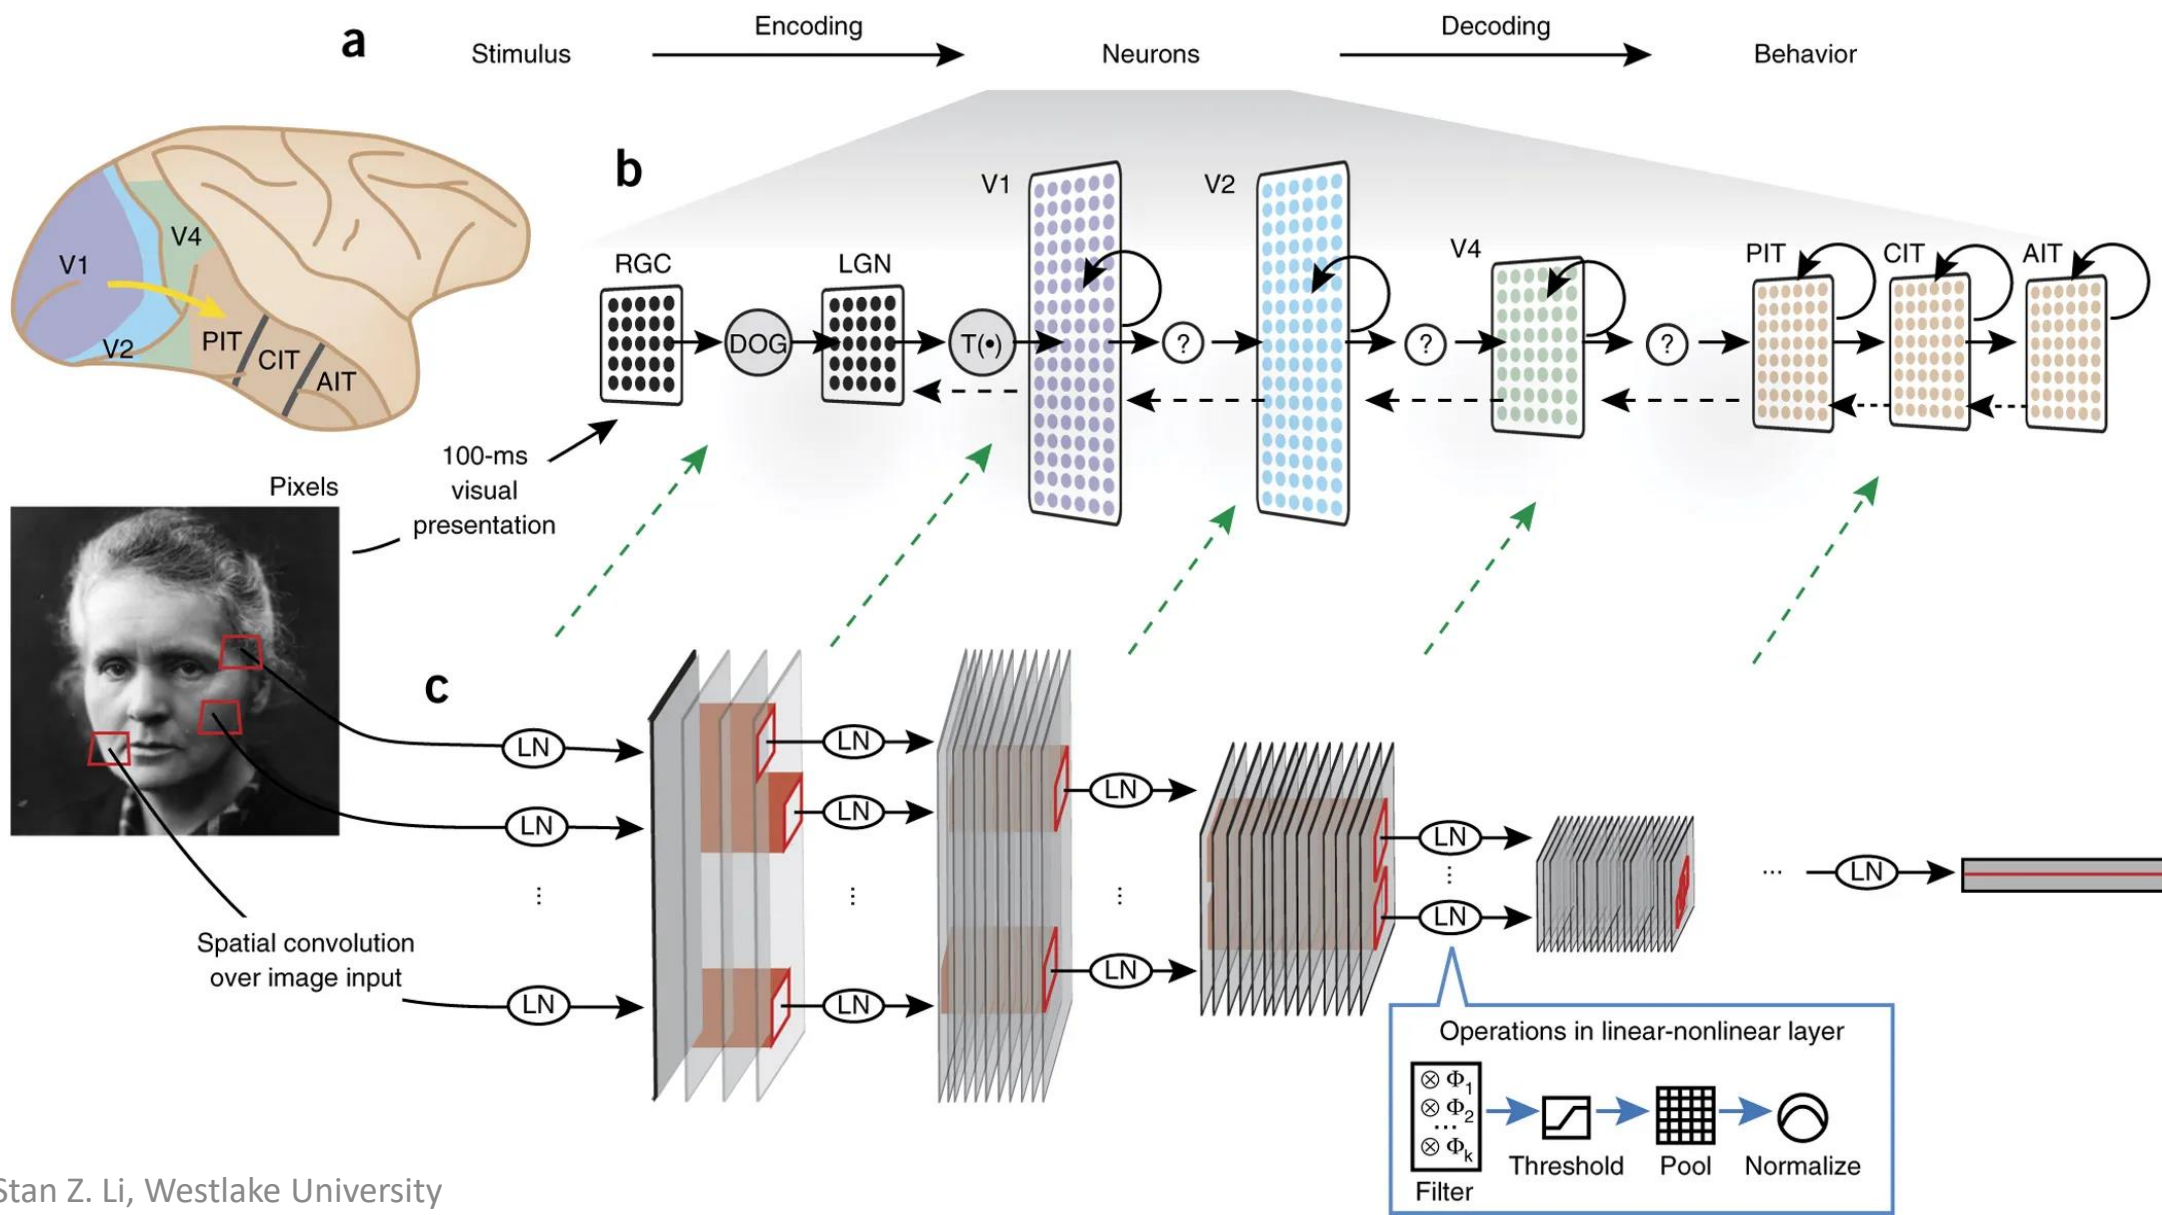 a
Stimulus
Encoding
Neurons
Decoding
Behavior
V1
V2
V4
PIT
CIT
AIT
b
RGC
DOG
LGN
T(•)
V1
?
V2
?
V4
?
PIT
CIT
AIT
100-ms
visual
presentation
Pixels
c
LN
LN
⋮
LN
Spatial convolution
over image input
LN
LN
⋮
LN
LN
⋮
LN
LN
⋮
LN
...
LN
Operations in linear-nonlinear layer
⊗ Φ1
⊗ Φ2
...
⊗ Φk
Filter
Threshold
Pool
Normalize
Stan Z. Li, Westlake University